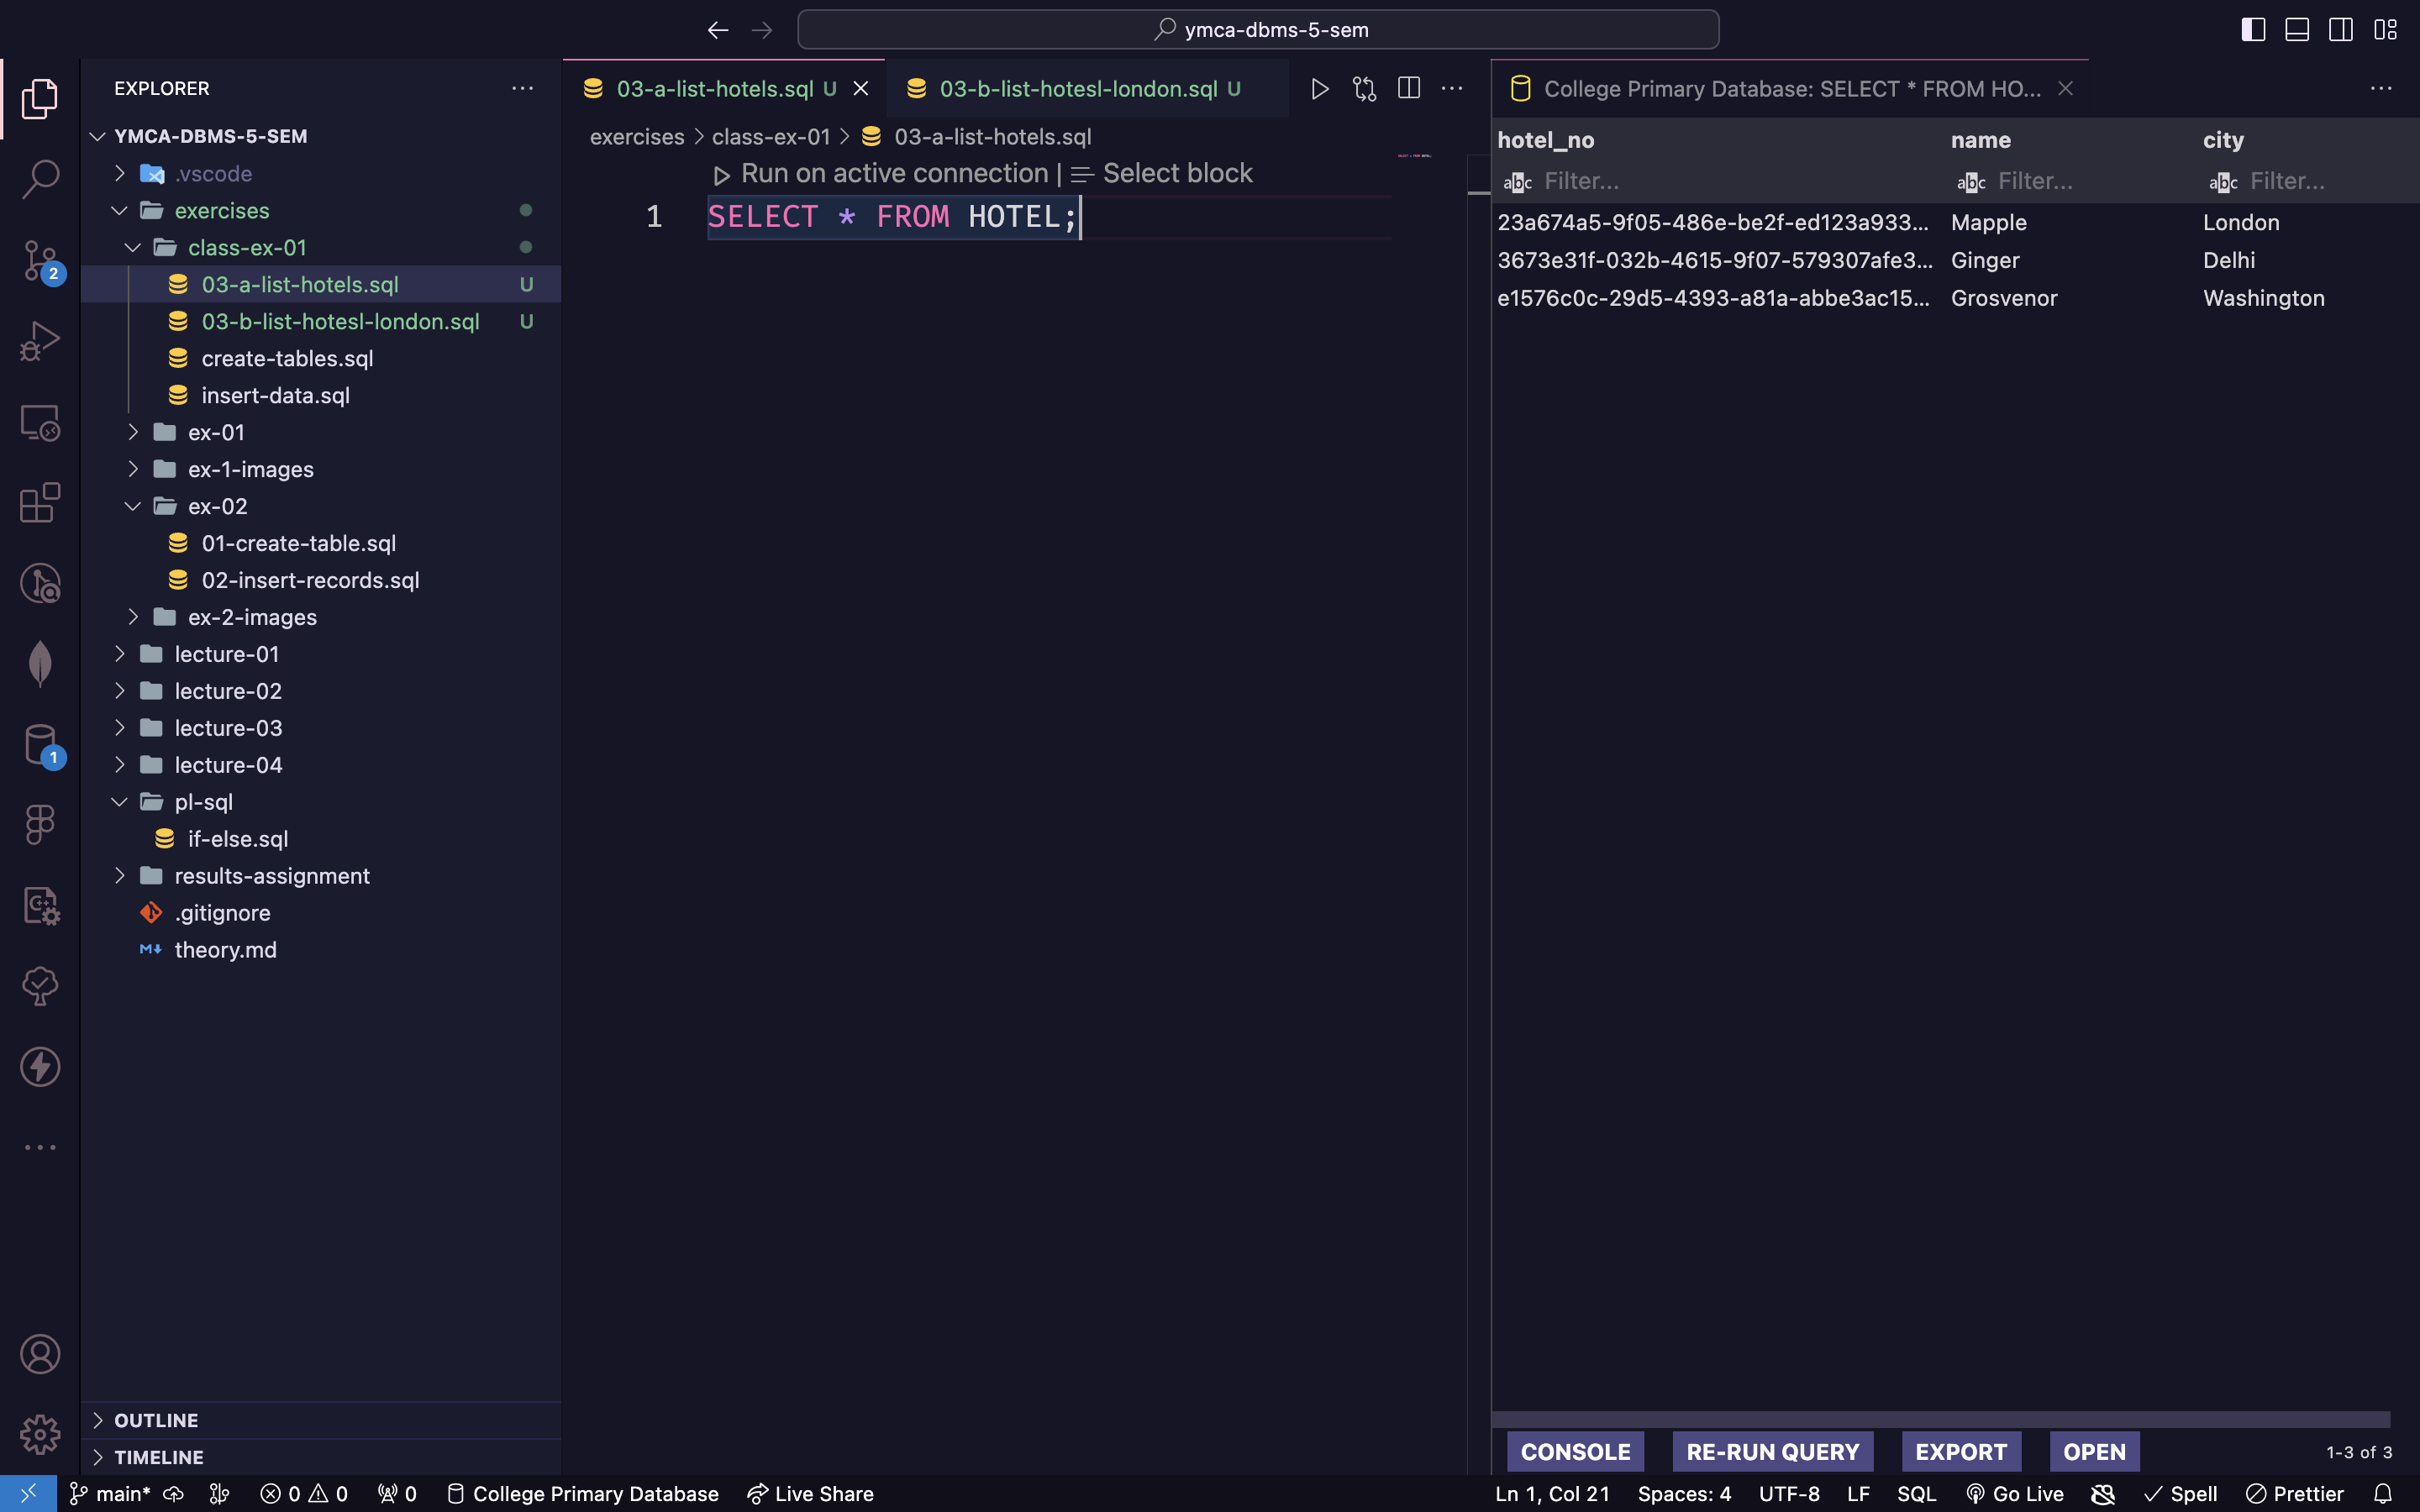 ymca-dbms-5-sem
EXPLORER
YMCA-DBMS-5-SEM
.vscode
exercises
class-ex-01
03-a-list-hotels.sql U
03-b-list-hotesl-london.sql U
create-tables.sql
insert-data.sql
ex-01
ex-1-images
ex-02
01-create-table.sql
02-insert-records.sql
ex-2-images
lecture-01
lecture-02
lecture-03
lecture-04
pl-sql
if-else.sql
results-assignment
.gitignore
theory.md
OUTLINE
TIMELINE
2
1
03-a-list-hotels.sql U
03-b-list-hotesl-london.sql U
exercises > class-ex-01 > 03-a-list-hotels.sql
Run on active connection | Select block
1 SELECT * FROM HOTEL;
College Primary Database: SELECT * FROM HO...
hotel_no name city
abc Filter... abc Filter... abc Filter...
23a674a5-9f05-486e-be2f-ed123a933... Mapple London
3673e31f-032b-4615-9f07-579307afe3... Ginger Delhi
e1576c0c-29d5-4393-a81a-abbe3ac15... Grosvenor Washington
CONSOLE RE-RUN QUERY EXPORT OPEN 1-3 of 3
main* 0 0 0 College Primary Database Live Share Ln 1, Col 21 Spaces: 4 UTF-8 LF SQL Go Live Spell Prettier